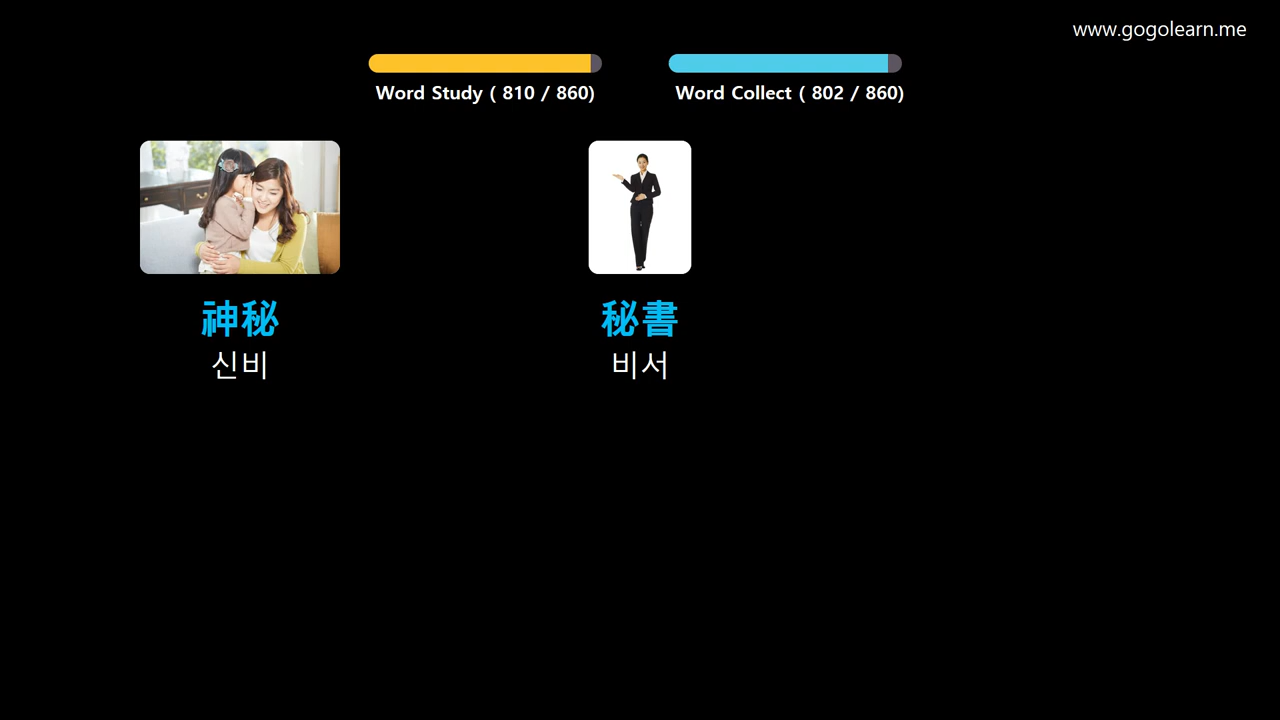 www.gogolearn.me
Word Study ( 810 / 860)
Word Collect ( 802 / 860)
神秘
신비
秘書
비서